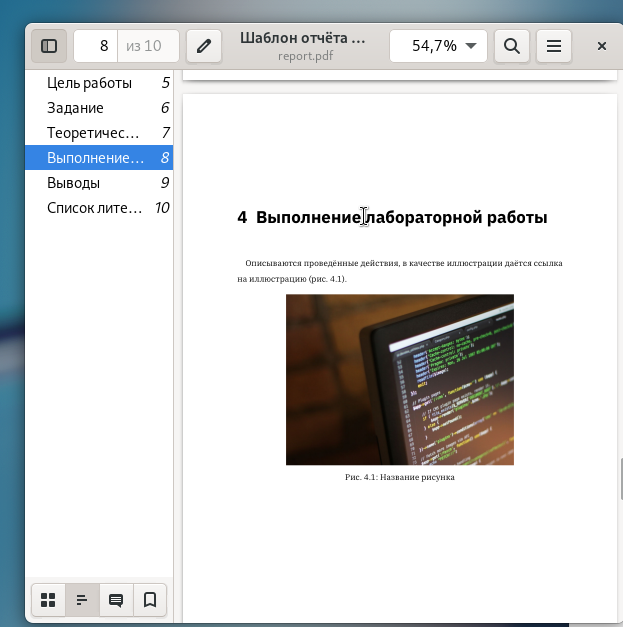 8
из 10
Шаблон отчёта ...
report.pdf
54,7%
Цель работы 5
Задание 6
Теоретичес... 7
Выполнение... 8
Выводы 9
Список лите... 10
4 Выполнение лабораторной работы
Описываются проведённые действия, в качестве иллюстрации даётся ссылка
на иллюстрацию (рис. 4.1).
Рис. 4.1: Название рисунка